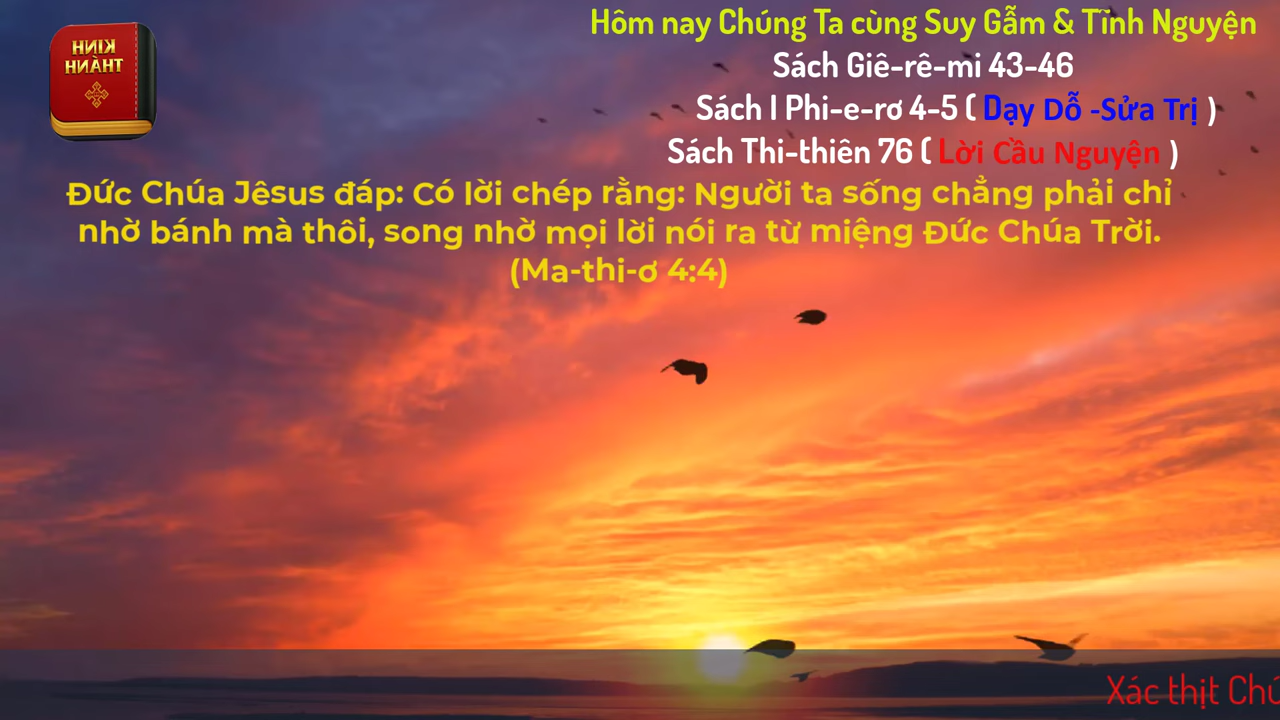 KINH
THÀNH
Hôm nay Chúng Ta cùng Suy Gẫm & Tĩnh Nguyện
Sách Giê-rê-mi 43-46
Sách I Phi-e-rơ 4-5 ( Dạy Dỗ -Sửa Trị )
Sách Thi-thiên 76 ( Lời Cầu Nguyện )
Đức Chúa Jêsus đáp: Có lời chép rằng: Người ta sống chẳng phải chỉ
nhờ bánh mà thôi, song nhờ mọi lời nói ra từ miệng Đức Chúa Trời.
(Ma-thi-ơ 4:4)
Xác thịt Chú